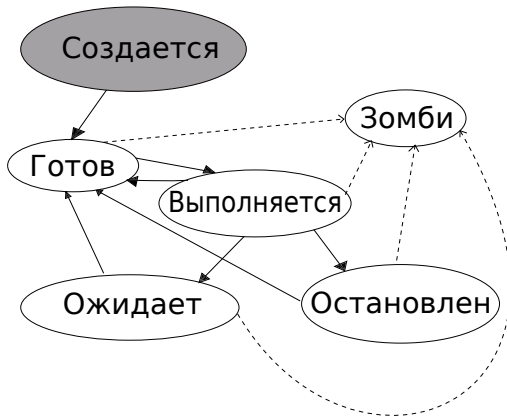 Создается
Зомби
Готов
Выполняется
Ожидает
Остановлен